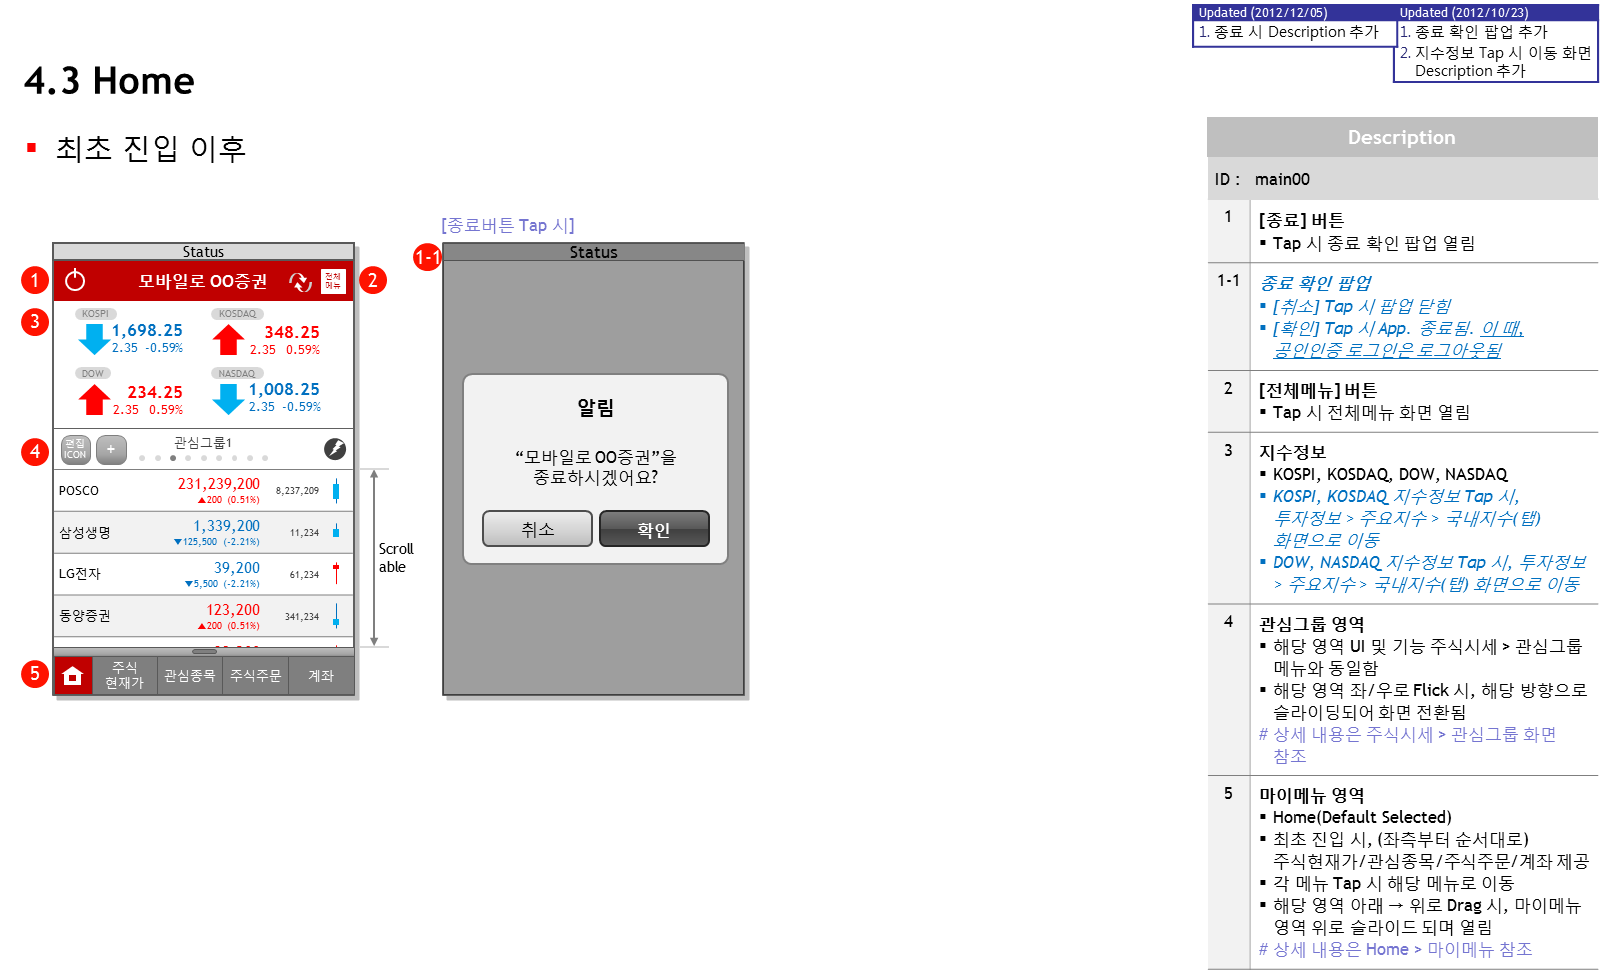 Updated (2012/12/05)
1. 종료 시 Description 추가
Updated (2012/10/23)
1. 종료 확인 팝업 추가
2. 지수정보 Tap 시 이동 화면
Description 추가
4.3 Home
▪ 최초 진입 이후
Status
1
모바일로 OO증권
전체
메뉴
2
3
KOSPI
1,698.25
2.35 -0.59%
KOSDAQ
348.25
2.35 0.59%
DOW
234.25
2.35 0.59%
NASDAQ
1,008.25
2.35 -0.59%
4
편집
ICON
+
관심그룹1
POSCO
231,239,200
▲200 (0.51%)
8,237,209
삼성생명
1,339,200
▼125,500 (-2.21%)
11,234
LG전자
39,200
▼5,500 (-2.21%)
61,234
동양증권
123,200
▲200 (0.51%)
341,234
Scroll
able
5
주식
현재가
관심종목
주식주문
계좌
[종료버튼 Tap 시]
1-1
Status
알림
“모바일로 OO증권”을
종료하시겠어요?
취소
확인
Description
ID : main00
1
[종료] 버튼
▪ Tap 시 종료 확인 팝업 열림
1-1
종료 확인 팝업
▪ [취소] Tap 시 팝업 닫힘
▪ [확인] Tap 시 App. 종료됨. 이 때,
공인인증 로그인은 로그아웃됨
2
[전체메뉴] 버튼
▪ Tap 시 전체메뉴 화면 열림
3
지수정보
▪ KOSPI, KOSDAQ, DOW, NASDAQ
▪ KOSPI, KOSDAQ 지수정보 Tap 시,
투자정보 > 주요지수 > 국내지수(탭)
화면으로 이동
▪ DOW, NASDAQ 지수정보 Tap 시, 투자정보
> 주요지수 > 국내지수(탭) 화면으로 이동
4
관심그룹 영역
▪ 해당 영역 UI 및 기능 주식시세 > 관심그룹
메뉴와 동일함
▪ 해당 영역 좌/우로 Flick 시, 해당 방향으로
슬라이딩되어 화면 전환됨
# 상세 내용은 주식시세 > 관심그룹 화면
참조
5
마이메뉴 영역
▪ Home(Default Selected)
▪ 최초 진입 시, (좌측부터 순서대로)
주식현재가/관심종목/주식주문/계좌 제공
▪ 각 메뉴 Tap 시 해당 메뉴로 이동
▪ 해당 영역 아래 → 위로 Drag 시, 마이메뉴
영역 위로 슬라이드 되며 열림
# 상세 내용은 Home > 마이메뉴 참조